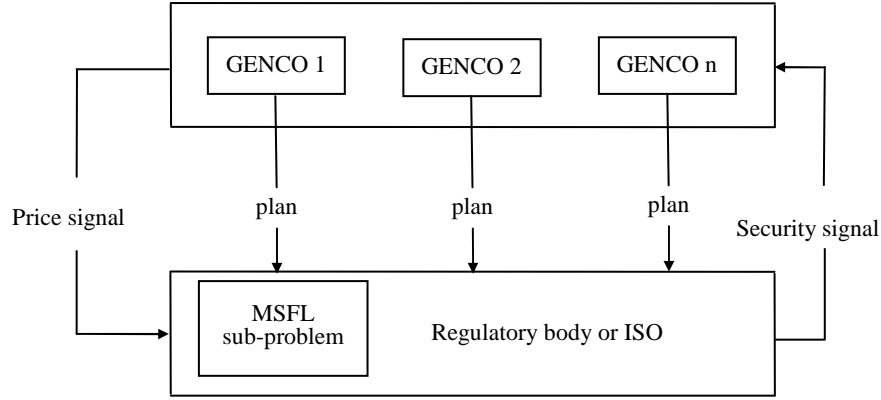 GENCO 1
GENCO 2
GENCO n
Price signal
plan
plan
plan
Security signal
MSFL
sub-problem
Regulatory body or ISO